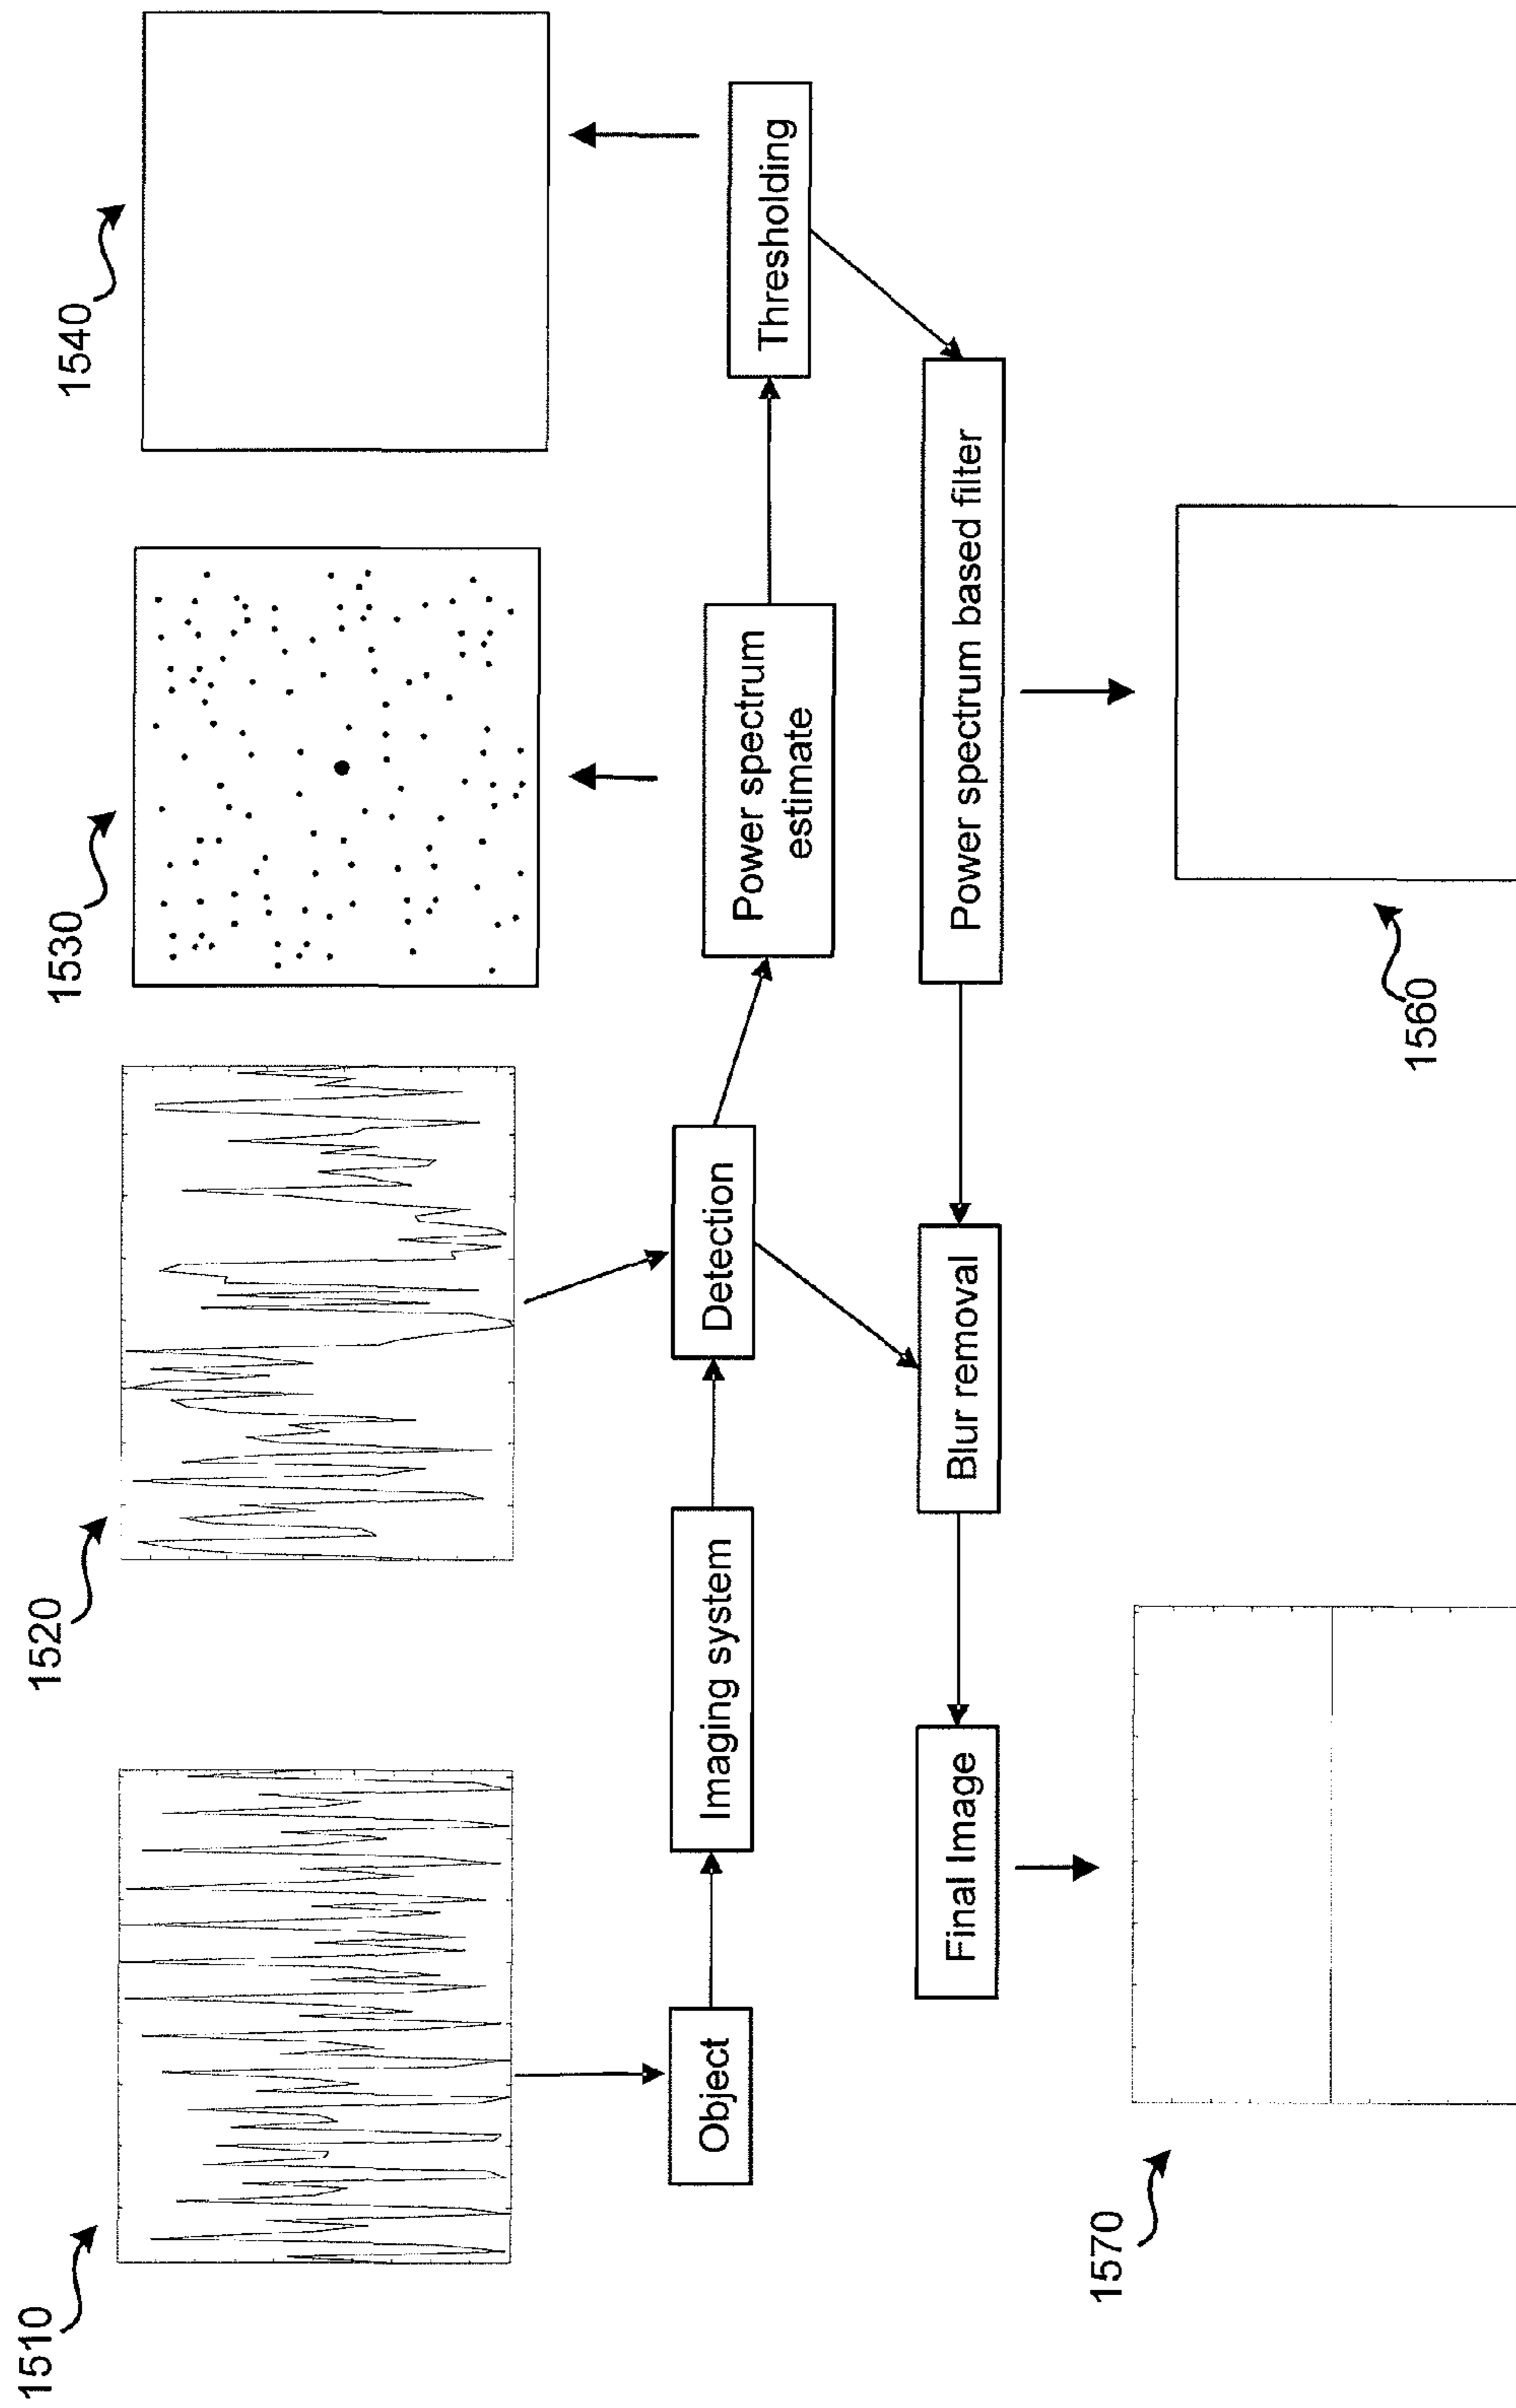 1510
1520
1530
1540
Object
Imaging system
Detection
Power spectrum
estimate
Thresholding
Final Image
Blur removal
Power spectrum based filter
1570
1560